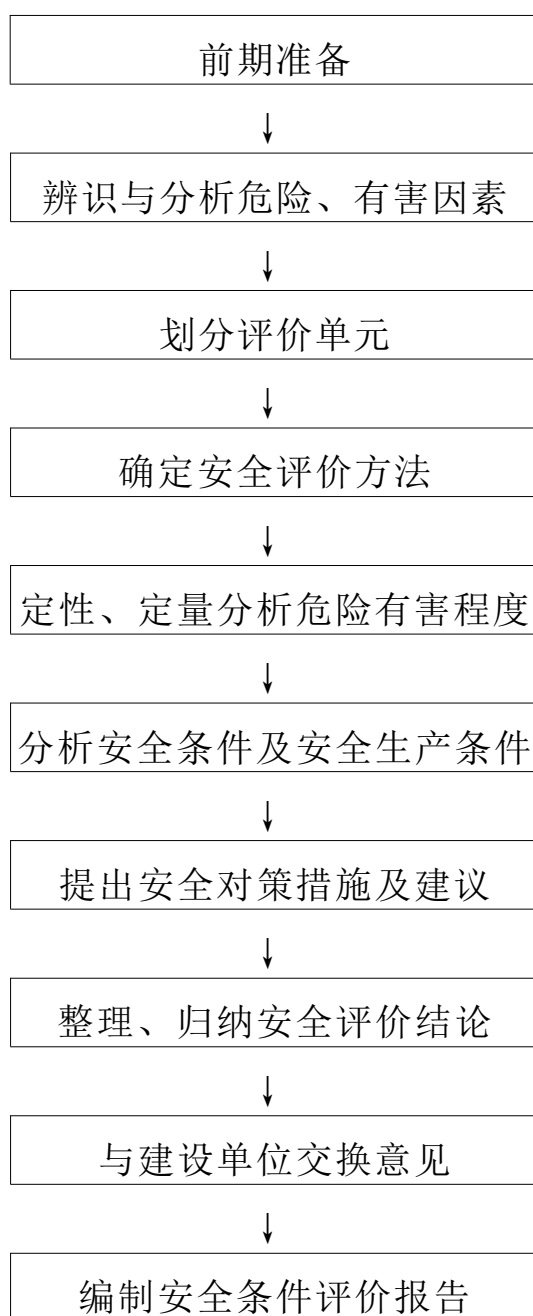 前期准备
辨识与分析危险、有害因素
划分评价单元
确定安全评价方法
定性、定量分析危险有害程度
分析安全条件及安全生产条件
提出安全对策措施及建议
整理、归纳安全评价结论
与建设单位交换意见
编制安全条件评价报告